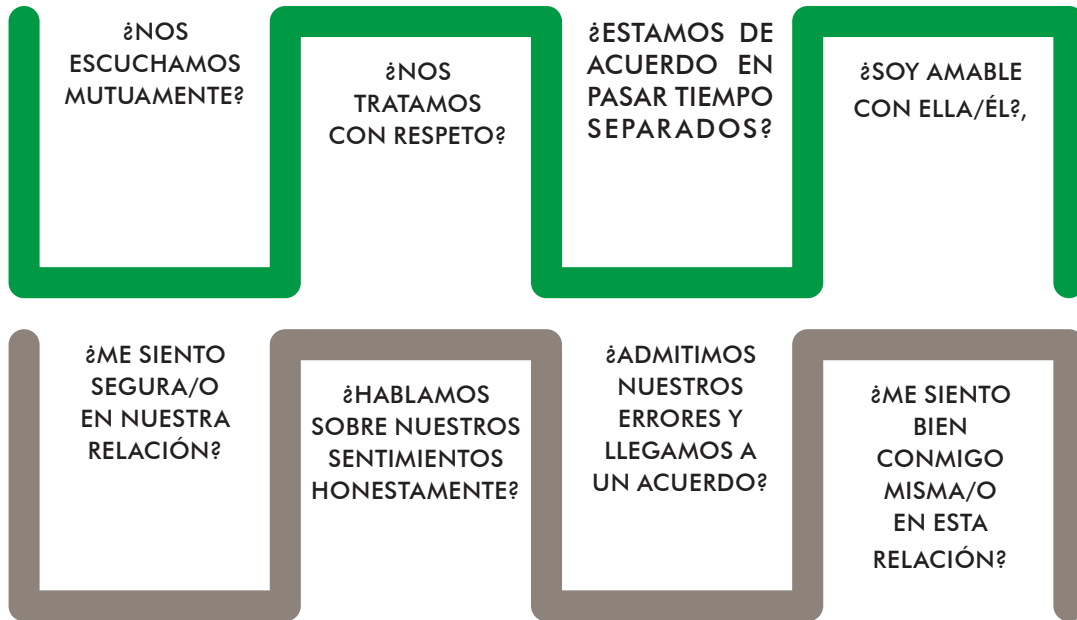 ¿NOS
ESCUCHAMOS
MUTUAMENTE?
¿NOS
TRATAMOS
CON RESPETO?
¿ESTAMOS DE
ACUERDO EN
PASAR TIEMPO
SEPARADOS?
¿SOY AMABLE
CON ELLA/ÉL?,
¿ME SIENTO
SEGURA/O
EN NUESTRA
RELACIÓN?
¿HABLAMOS
SOBRE NUESTROS
SENTIMIENTOS
HONESTAMENTE?
¿ADMITIMOS
NUESTROS
ERRORES Y
LLEGAMOS A
UN ACUERDO?
¿ME SIENTO
BIEN
CONMIGO
MISMA/O
EN ESTA
RELACIÓN?